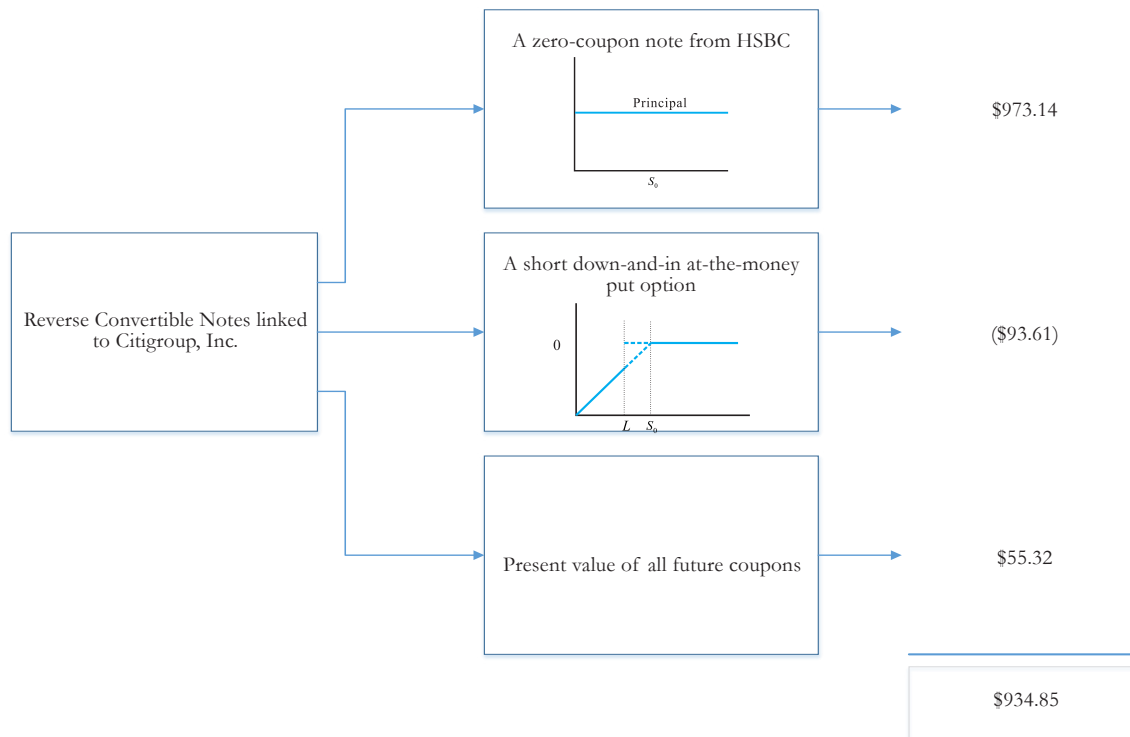 A zero-coupon note from HSBC
Principal
S₀
$973.14
Reverse Convertible Notes linked
to Citigroup, Inc.
A short down-and-in at-the-money
put option
0
L S₀
($93.61)
Present value of all future coupons
$55.32
$934.85